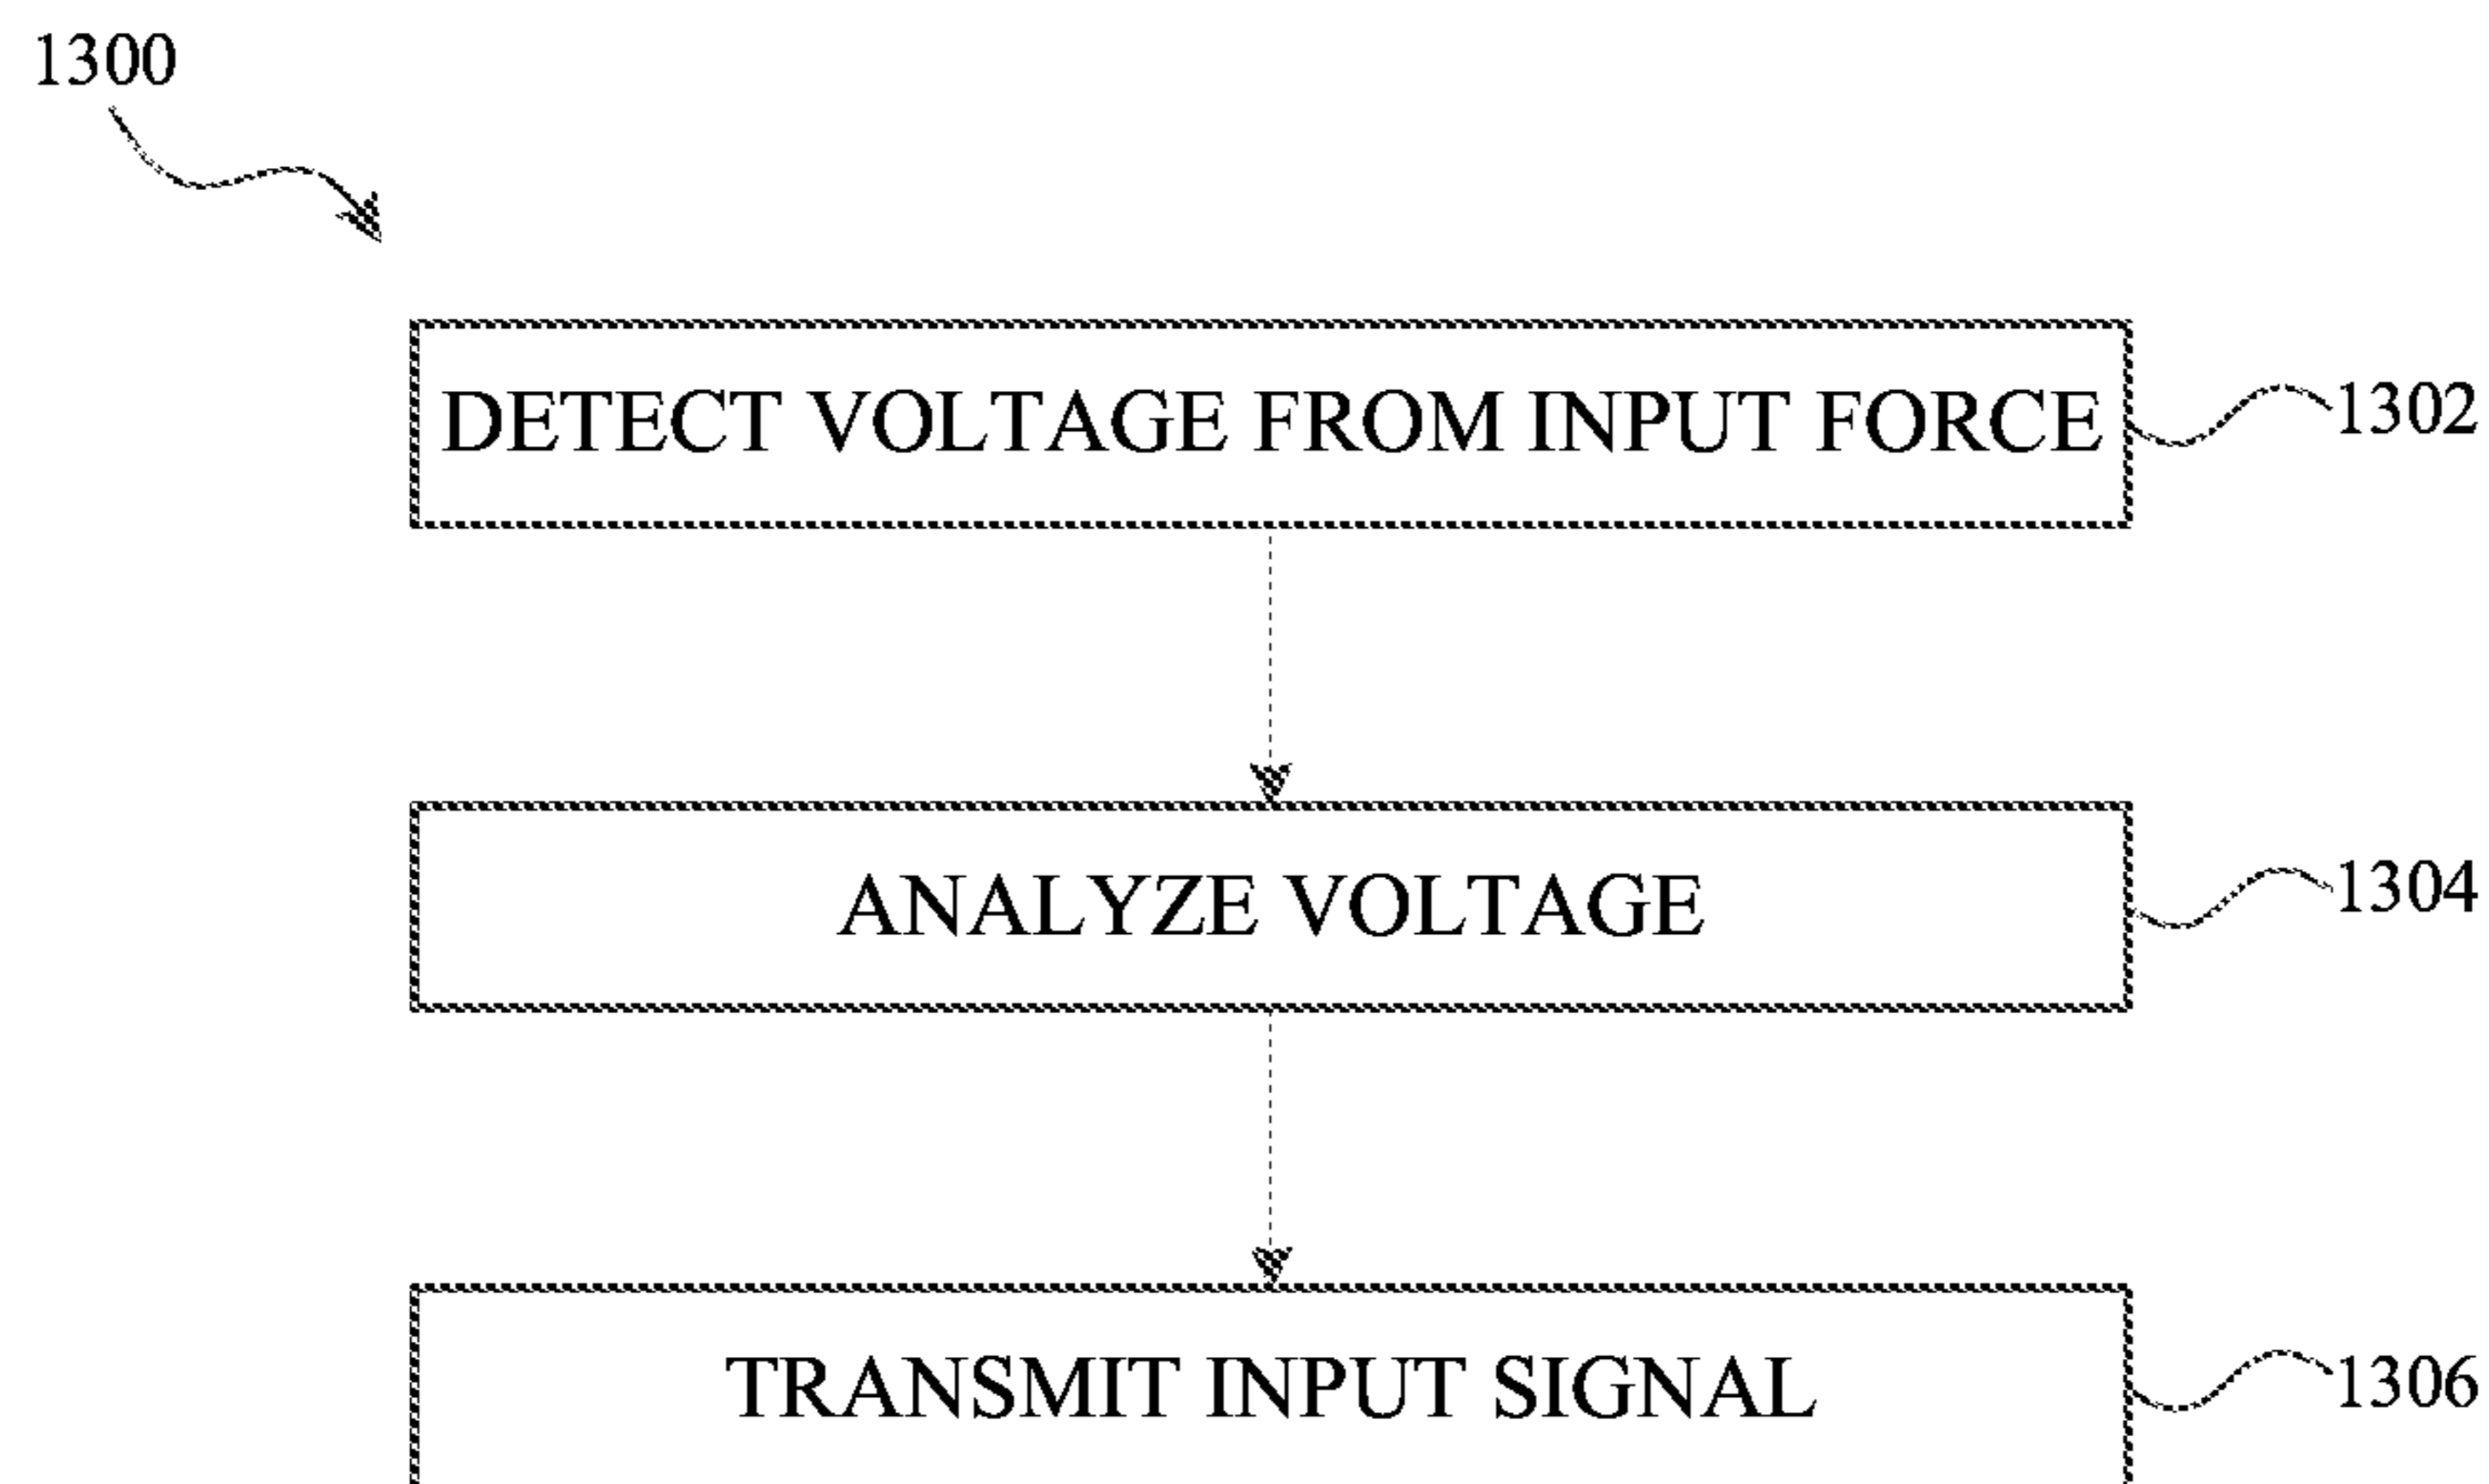 1300
DETECT VOLTAGE FROM INPUT FORCE
1302
ANALYZE VOLTAGE
1304
TRANSMIT INPUT SIGNAL
1306